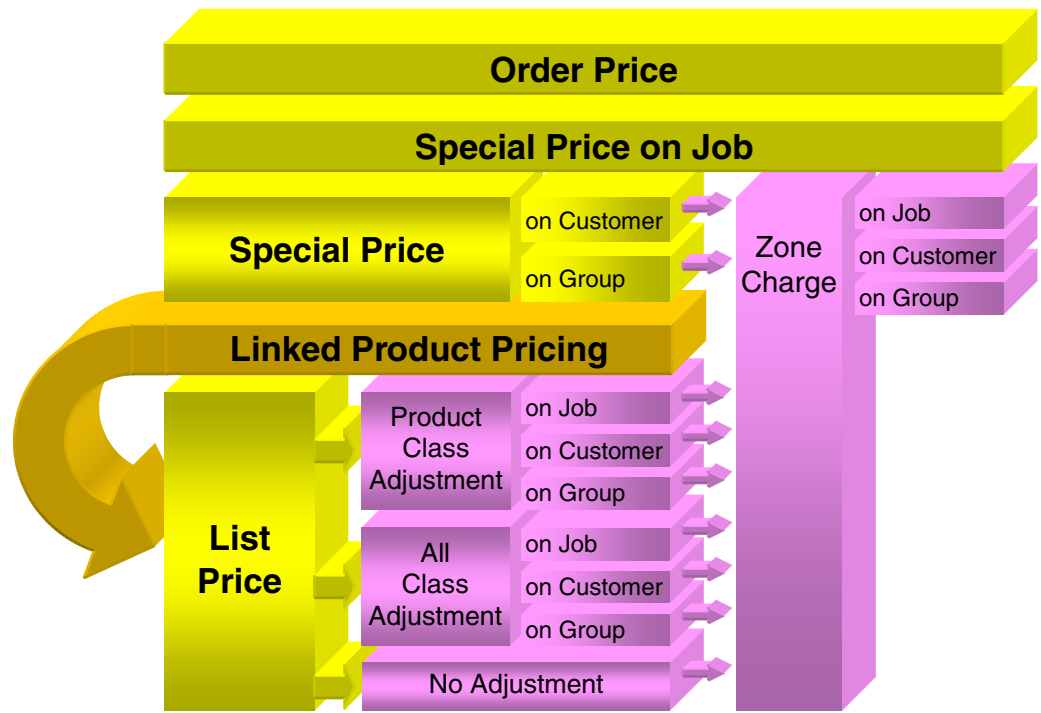 Order Price
Special Price on Job
Special Price
on Customer
on Group
Zone
Charge
on Job
on Customer
on Group
Linked Product Pricing
List
Price
Product
Class
Adjustment
on Job
on Customer
on Group
All
Class
Adjustment
on Job
on Customer
on Group
No Adjustment